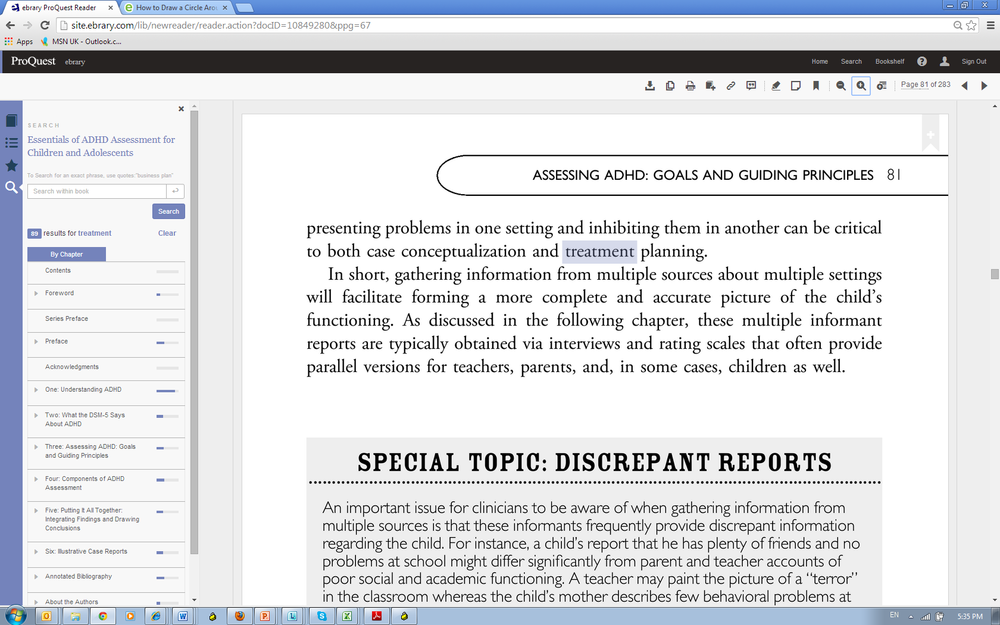 ebrary ProQuest Reader
How to Draw a Circle Arou
site.ebrary.com/lib/newreader/reader.action?docID=10849280&ppg=67
Apps
MSN UK - Outlook.c...
ProQuest ebrary
Home
Search
Bookshelf
Sign Out
Page 81 of 283
SEARCH
Essentials of ADHD Assessment for
Children and Adolescents
To Search for an exact phrase, use quotes:"business plan"
Search within book
Search
89 results for treatment
Clear
By Chapter
Contents
Foreword
Series Preface
Preface
Acknowledgments
One: Understanding ADHD
Two: What the DSM-5 Says
About ADHD
Three: Assessing ADHD: Goals
and Guiding Principles
Four: Components of ADHD
Assessment
Five: Putting It All Together:
Integrating Findings and Drawing
Conclusions
Six: Illustrative Case Reports
Annotated Bibliography
About the Authors
ASSESSING ADHD: GOALS AND GUIDING PRINCIPLES 81
presenting problems in one setting and inhibiting them in another can be critical
to both case conceptualization and treatment planning.
In short, gathering information from multiple sources about multiple settings
will facilitate forming a more complete and accurate picture of the child's
functioning. As discussed in the following chapter, these multiple informant
reports are typically obtained via interviews and rating scales that often provide
parallel versions for teachers, parents, and, in some cases, children as well.
SPECIAL TOPIC: DISCREPANT REPORTS
An important issue for clinicians to be aware of when gathering information from
multiple sources is that these informants frequently provide discrepant information
regarding the child. For instance, a child's report that he has plenty of friends and no
problems at school might differ significantly from parent and teacher accounts of
poor social and academic functioning. A teacher may paint the picture of a "terror"
in the classroom whereas the child's mother describes few behavioral problems at
EN
5:35 PM